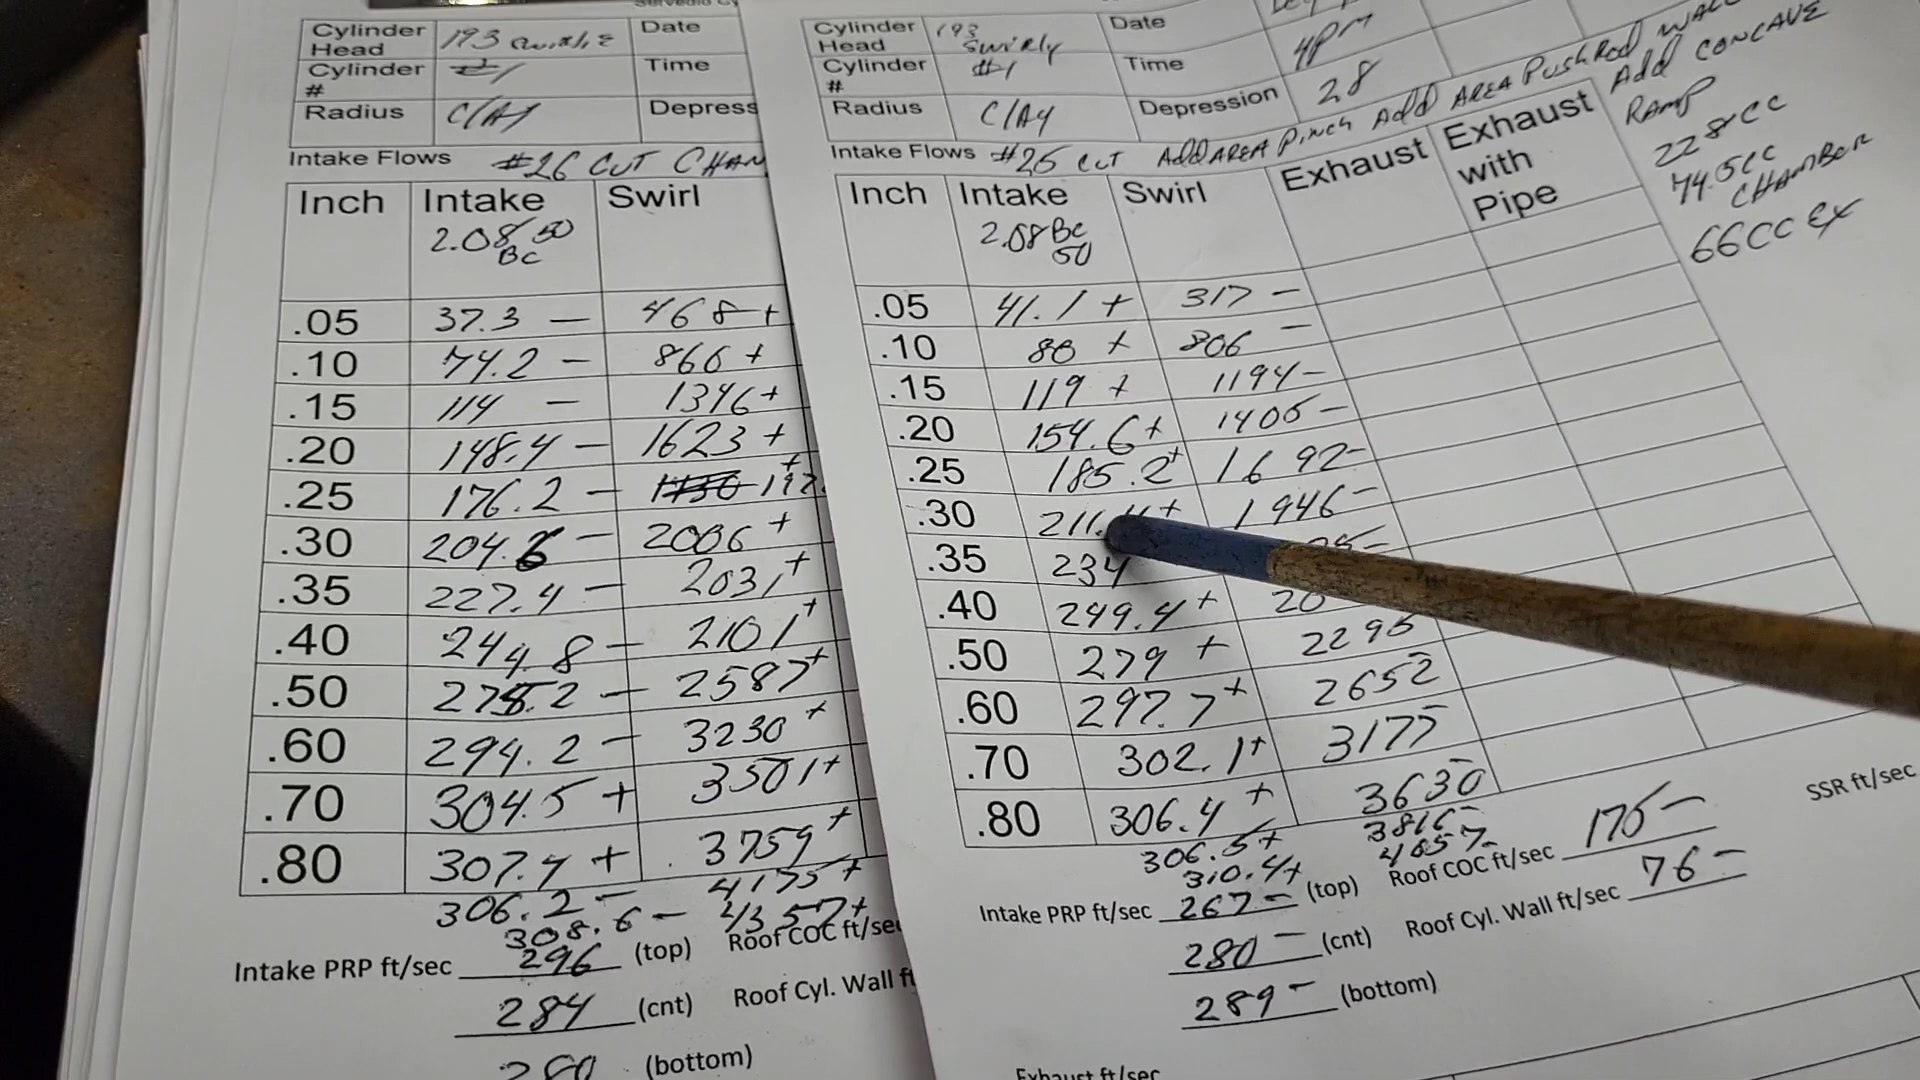 Cylinder Head 193 Date
Cylinder # #1 Time
Radius C/AY Depress
Intake Flows #26 CUT CHAM
Inch Intake Swirl
2.08 50
BC
.05 37.3 — 468 +
.10 74.2 — 866 +
.15 114 — 1346 +
.20 148.4 — 1623 +
.25 176.2 —
.30 204.6 — 2006 +
.35 227.4 — 2031 +
.40 244.8 — 2101 +
.50 275.2 — 2587 +
.60 294.2 — 3230 +
.70 304.5 + 3501 +
.80 307.4 + 3759 +
306.2 — 4175 +
308.6 — 4357 +
Intake PRP ft/sec 296 (top) Roof COC ft/sec
284 (cnt) Roof Cyl. Wall f
(bottom)
Cylinder Head 193 Swirly Date
Cylinder # #1 Time 4PM
Radius C/AY Depression 28
Intake Flows #25 CUT Add AREA Pinch Add AREA PushRod WALL
Add CONCAVE
RAMP
228cc
74.5cc
CHAMBER
66CC EX
Inch Intake Swirl Exhaust Exhaust with Pipe
2.08 BC
50
.05 41.1 + 317 —
.10 80 + 806 —
.15 119 + 1194 —
.20 154.6 + 1406 —
.25 185.2 + 1692 —
.30 211. + 1946 —
.35 234
.40 249.4 + 20
.50 279 + 2295
.60 297.7 + 2652 —
.70 302.1 + 3175 —
.80 306.4 + 3630 —
306.5 + 3816 —
310.4 + 4057 —
Intake PRP ft/sec 267 — (top) Roof COC ft/sec 175 —
280 — (cnt) Roof Cyl. Wall ft/sec 76 —
289 — (bottom)
SSR ft/sec
Exhaust ft/sec